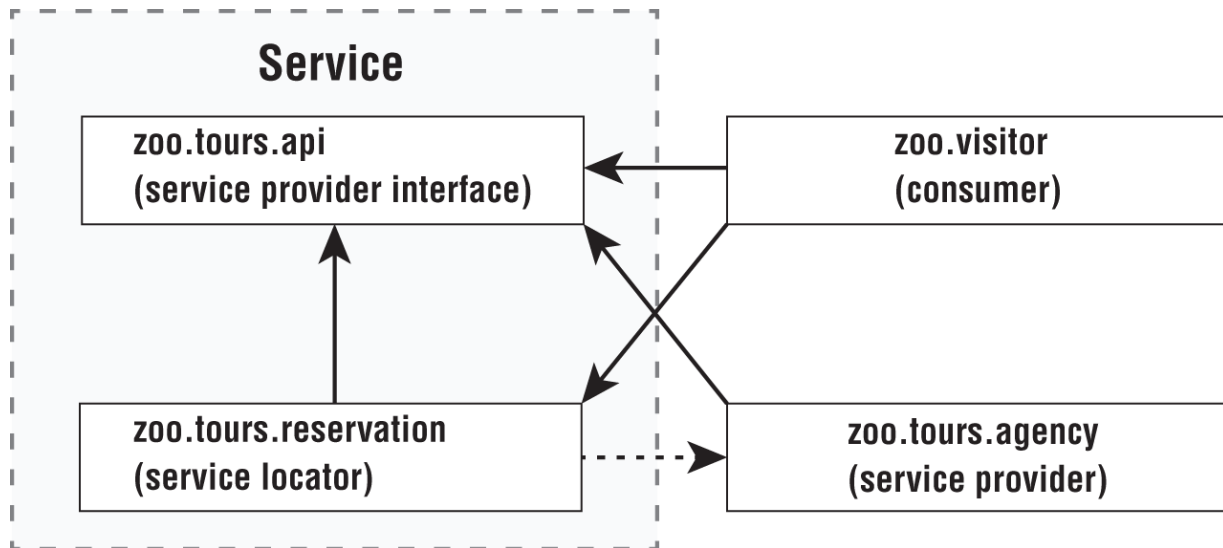 Service
zoo.tours.api
(service provider interface)
zoo.visitor
(consumer)
zoo.tours.reservation
(service locator)
zoo.tours.agency
(service provider)